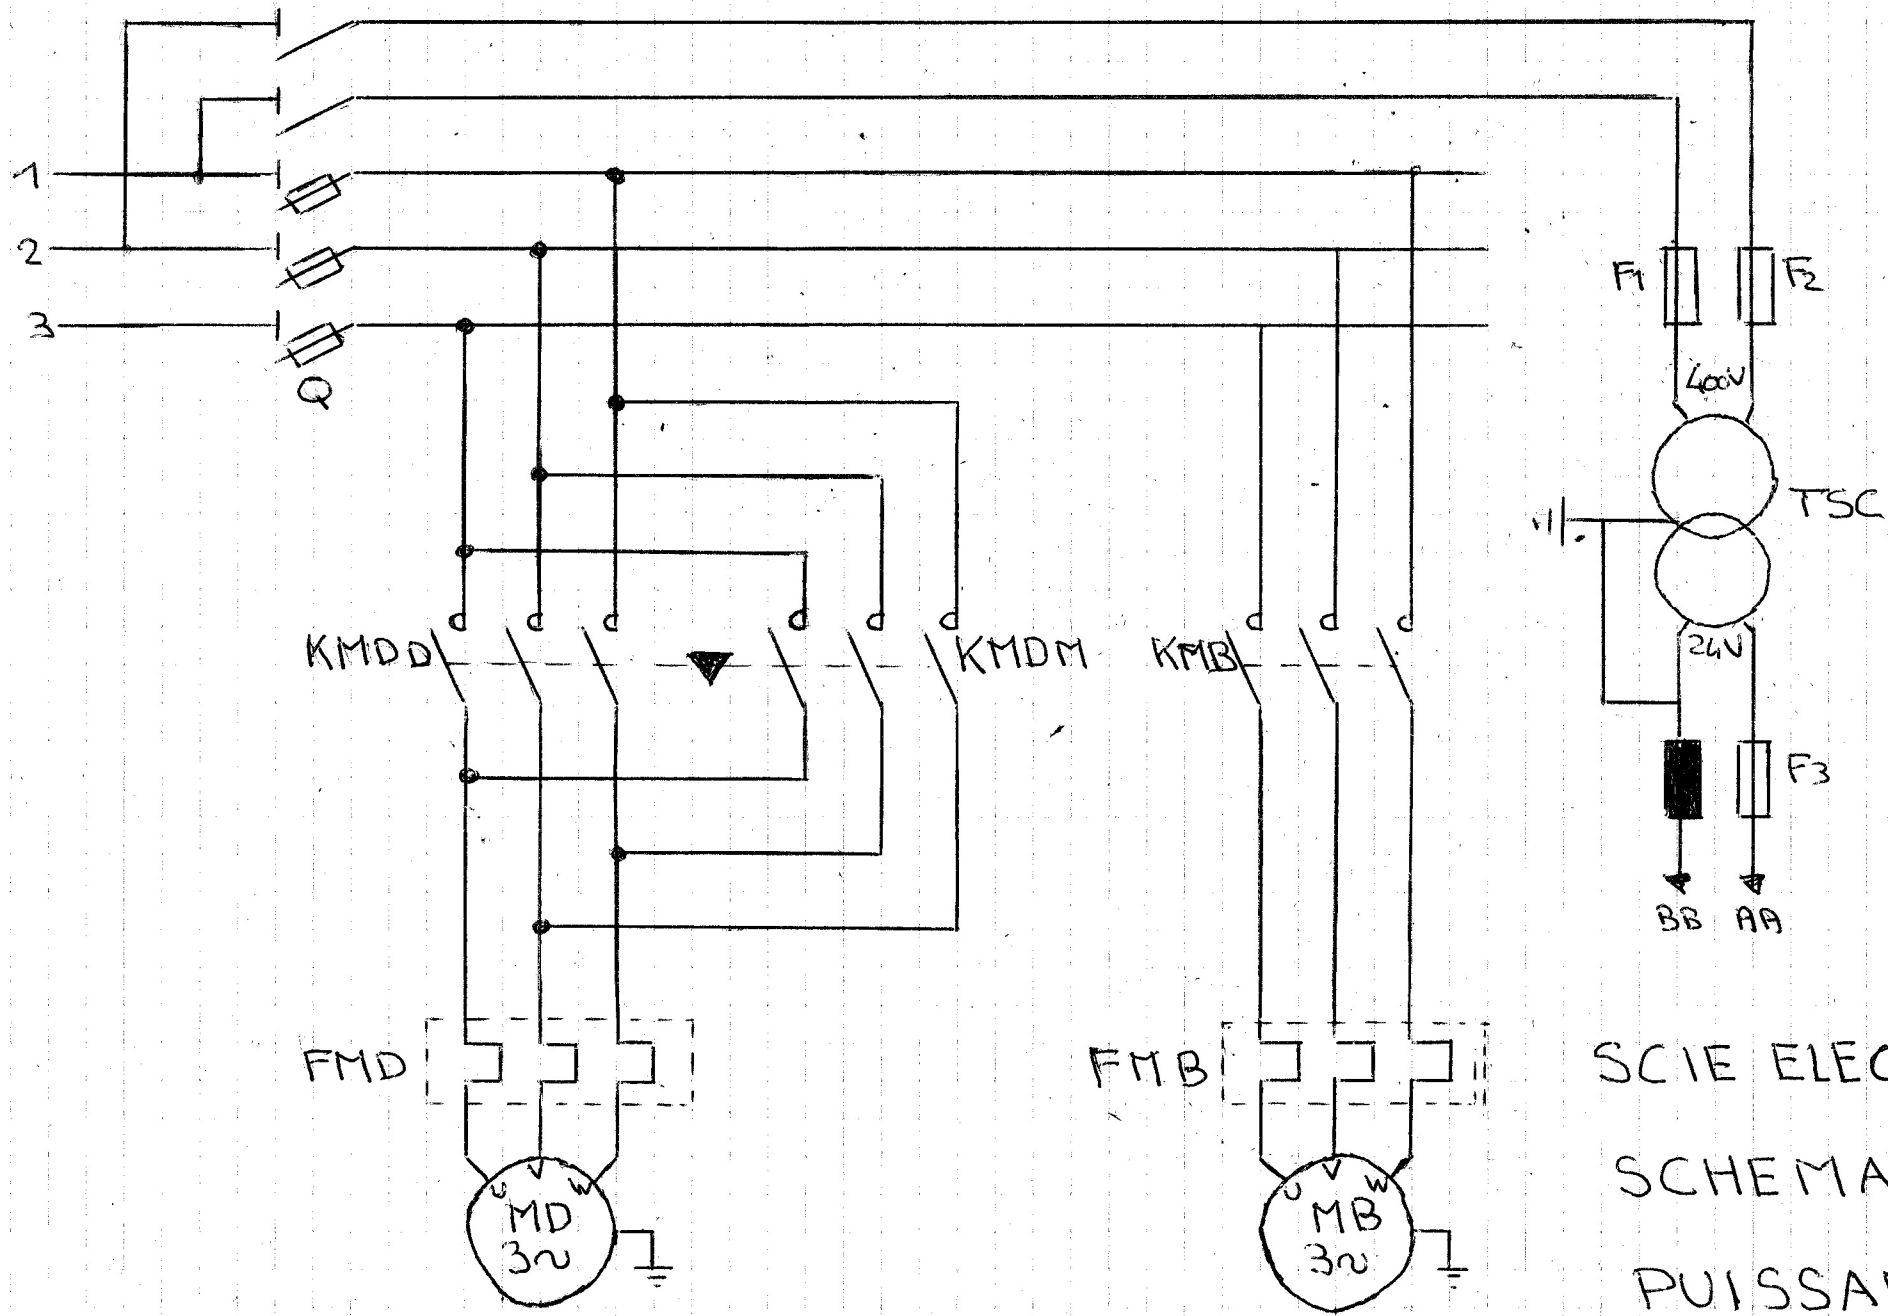 1
2
3
Q
F1
F2
400V
TSC
24V
KMDD
KMDM
KMB
F3
BB
AA
FMD
FMB
SCIE ELEC
SCHEMA
PUISSA
U
V
W
MD
3~
U
V
W
MB
3~